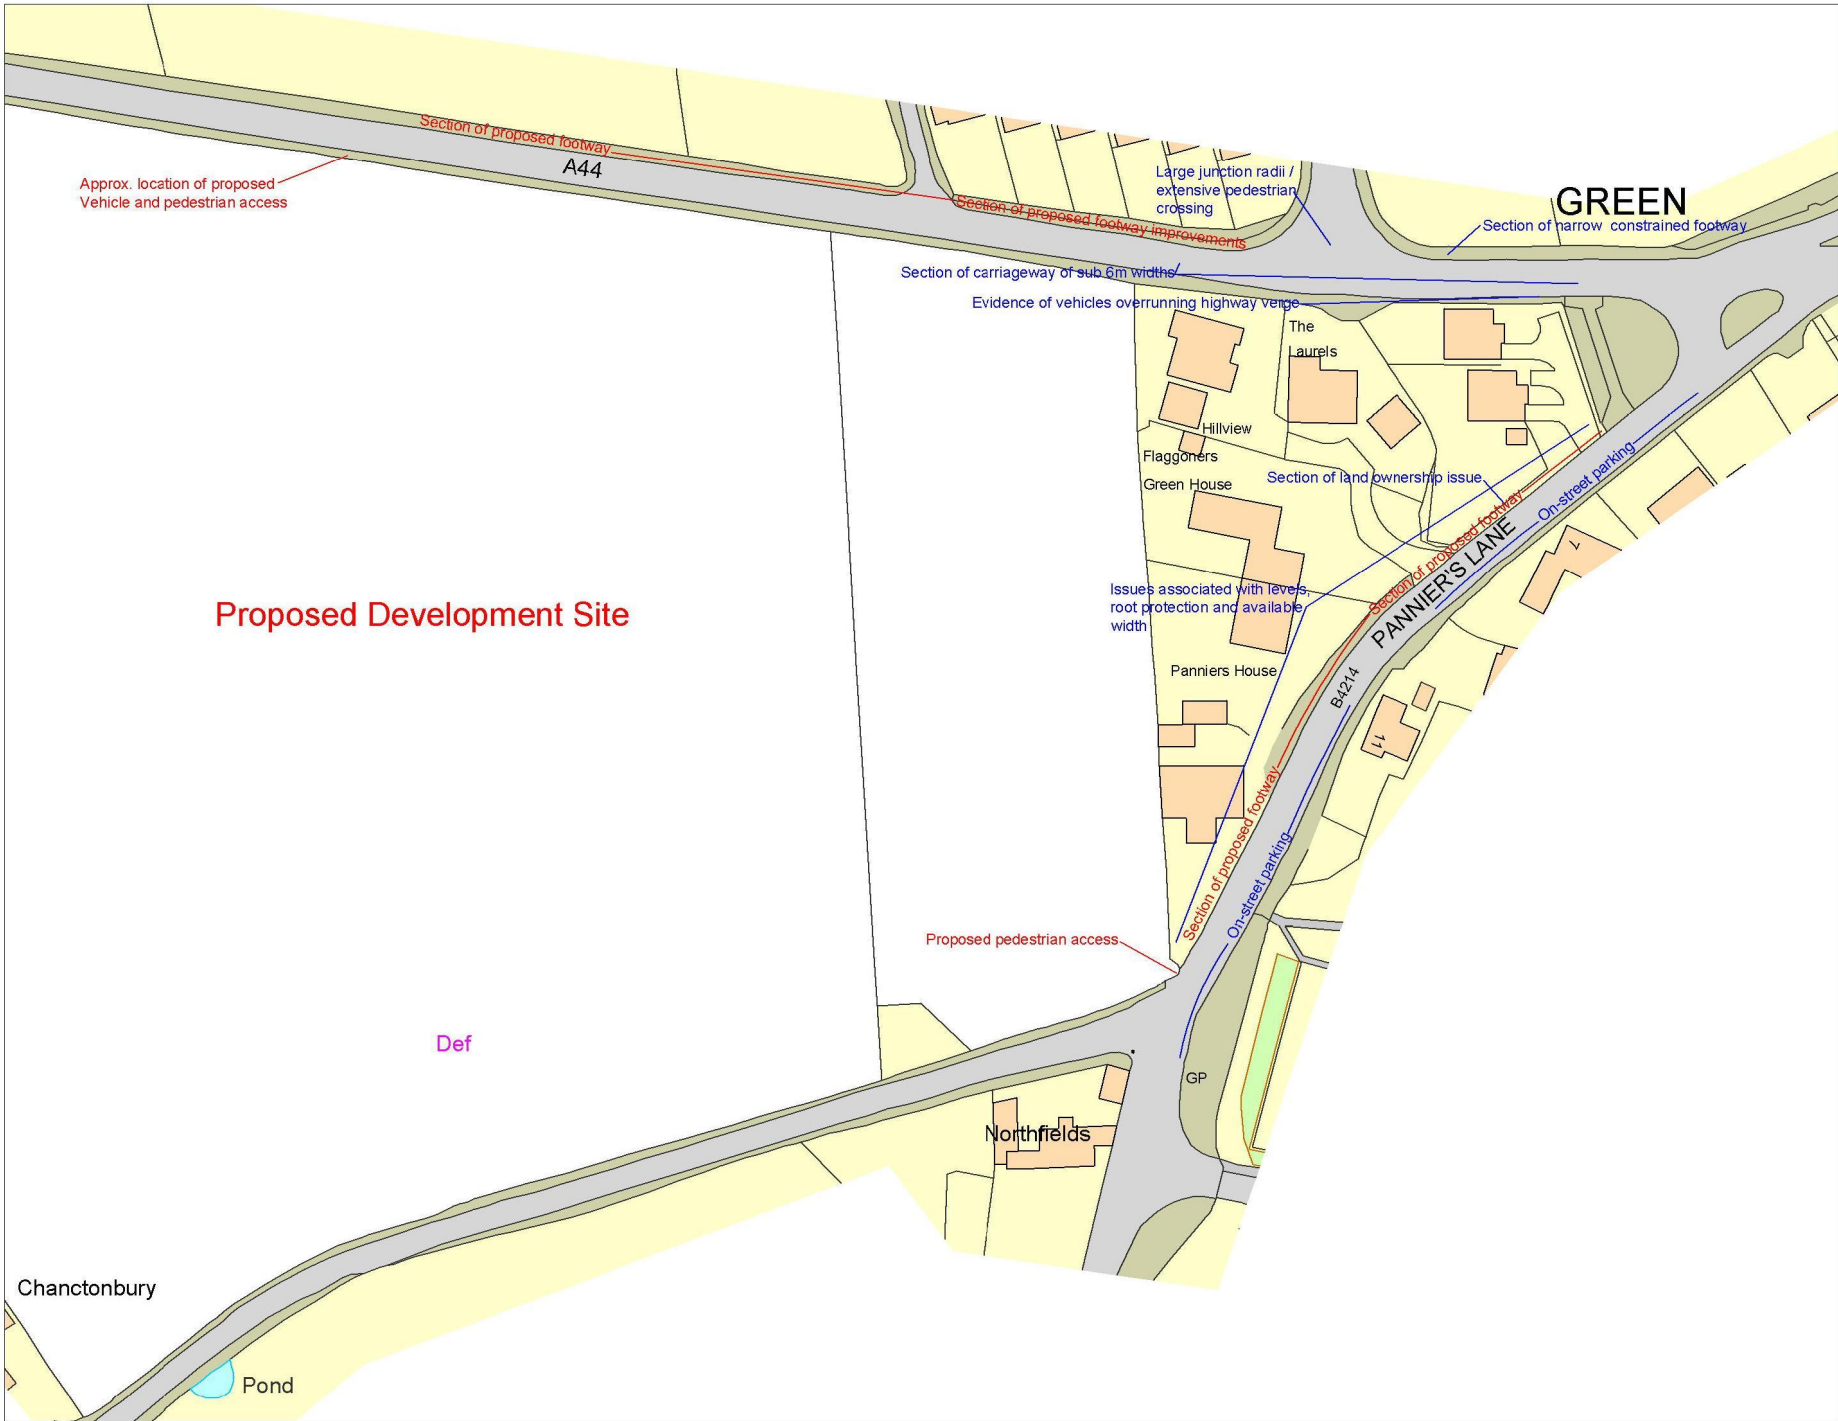 Section of proposed footway
A44
Approx. location of proposed
Vehicle and pedestrian access
Section of proposed footway improvements
Large junction radii /
extensive pedestrian
crossing
GREEN
Section of narrow constrained footway
Section of carriageway of sub 6m widths
Evidence of vehicles overrunning highway verge
The
Laurels
Hillview
Flaggoners
Green House
Section of land ownership issue
On-street parking
Section of proposed footway
PANNIER'S LANE
7
Issues associated with levels,
root protection and available
width
Proposed Development Site
Panniers House
B4214
11
Section of proposed footway
On-street parking
Proposed pedestrian access
Def
GP
Northfields
Chanctonbury
Pond